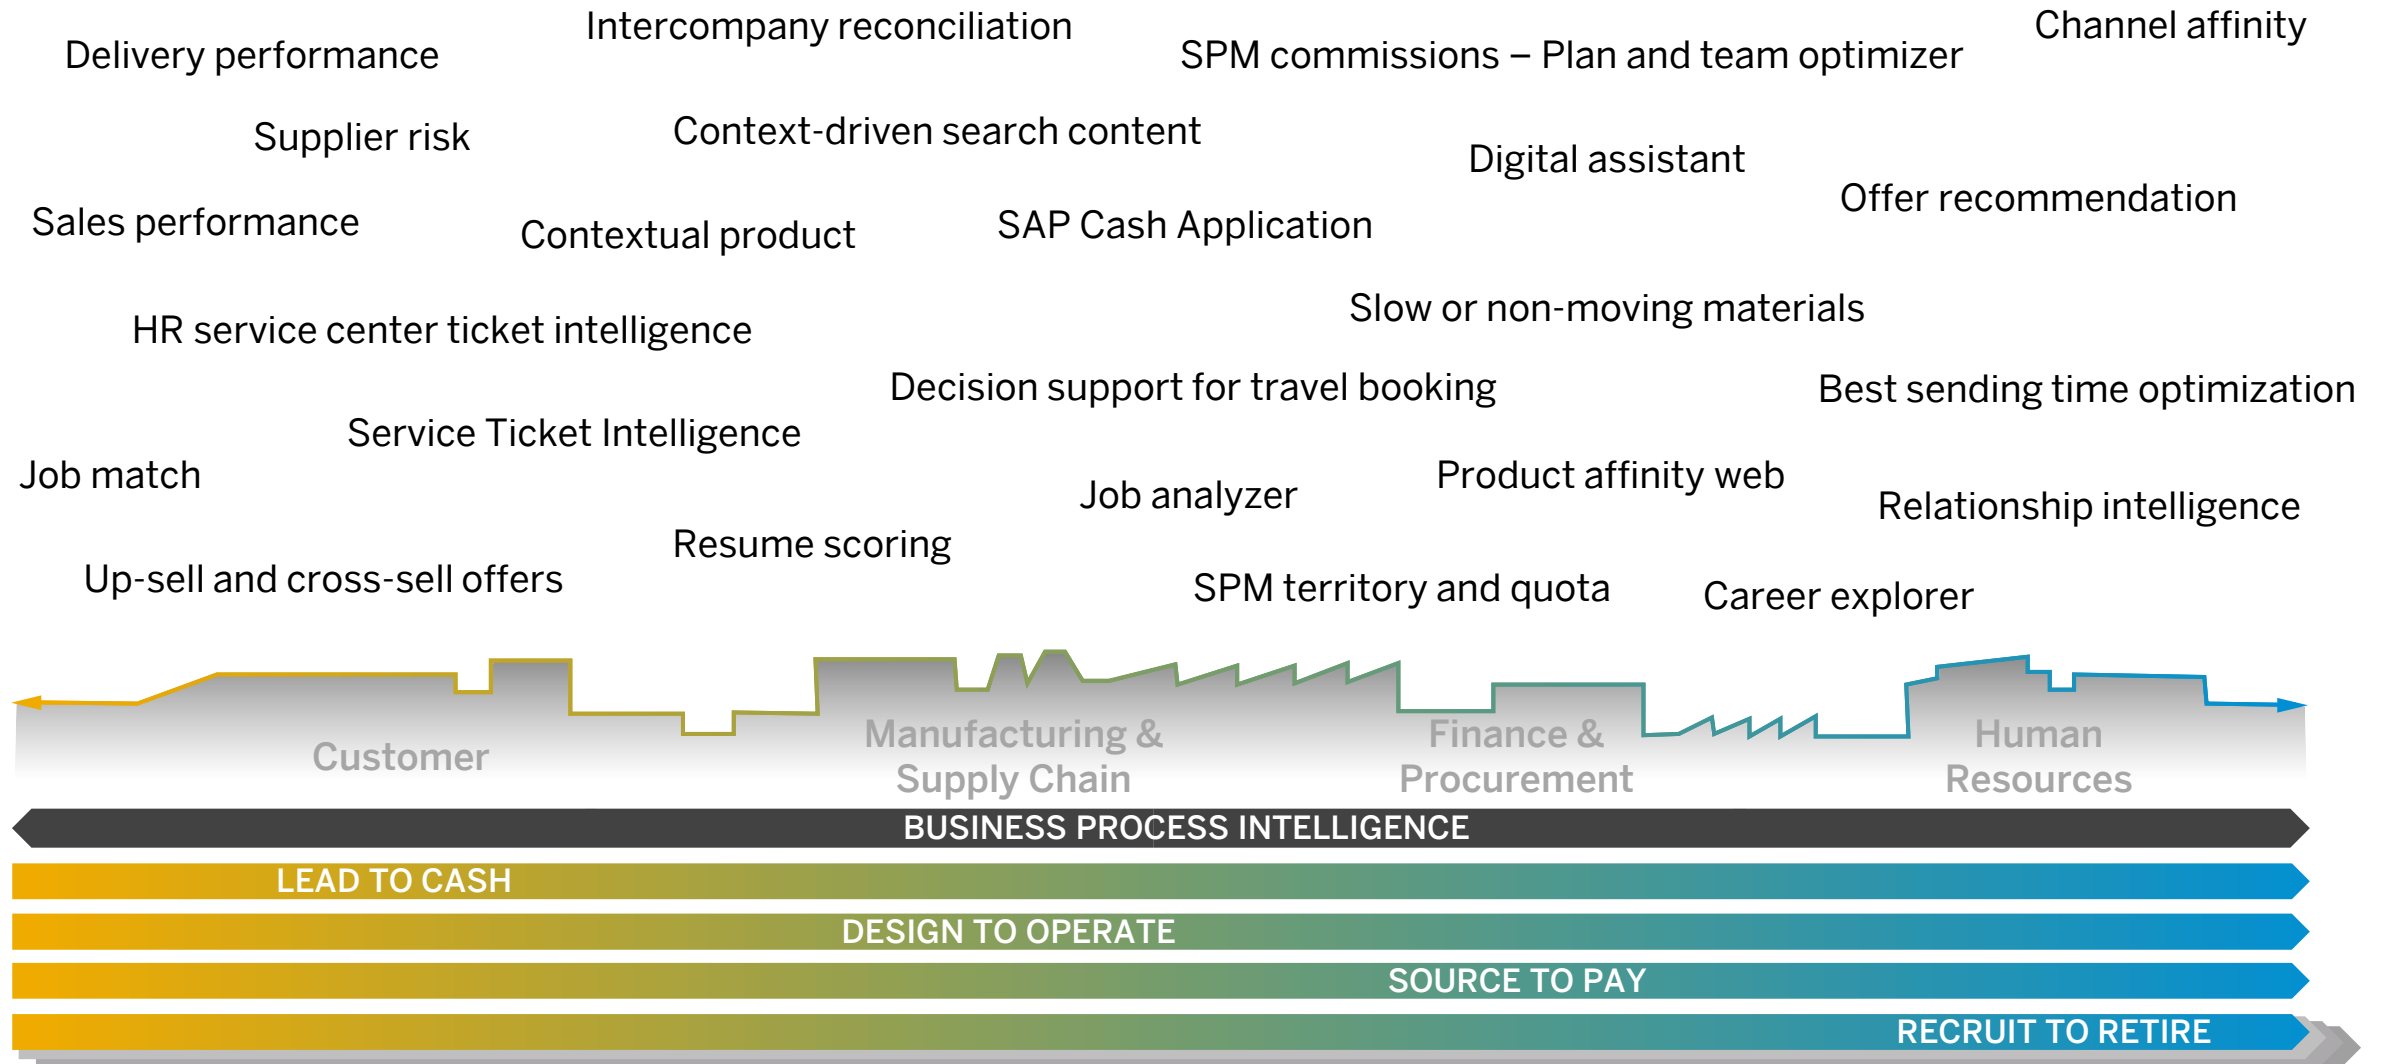 Intercompany reconciliation
Channel affinity
Delivery performance
SPM commissions – Plan and team optimizer
Supplier risk
Context-driven search content
Digital assistant
Offer recommendation
Sales performance
Contextual product
SAP Cash Application
Slow or non-moving materials
HR service center ticket intelligence
Decision support for travel booking
Best sending time optimization
Service Ticket Intelligence
Job match
Product affinity web
Job analyzer
Relationship intelligence
Resume scoring
Up-sell and cross-sell offers
SPM territory and quota
Career explorer
Customer
Manufacturing &
Supply Chain
Finance &
Procurement
Human
Resources
BUSINESS PROCESS INTELLIGENCE
LEAD TO CASH
DESIGN TO OPERATE
SOURCE TO PAY
RECRUIT TO RETIRE